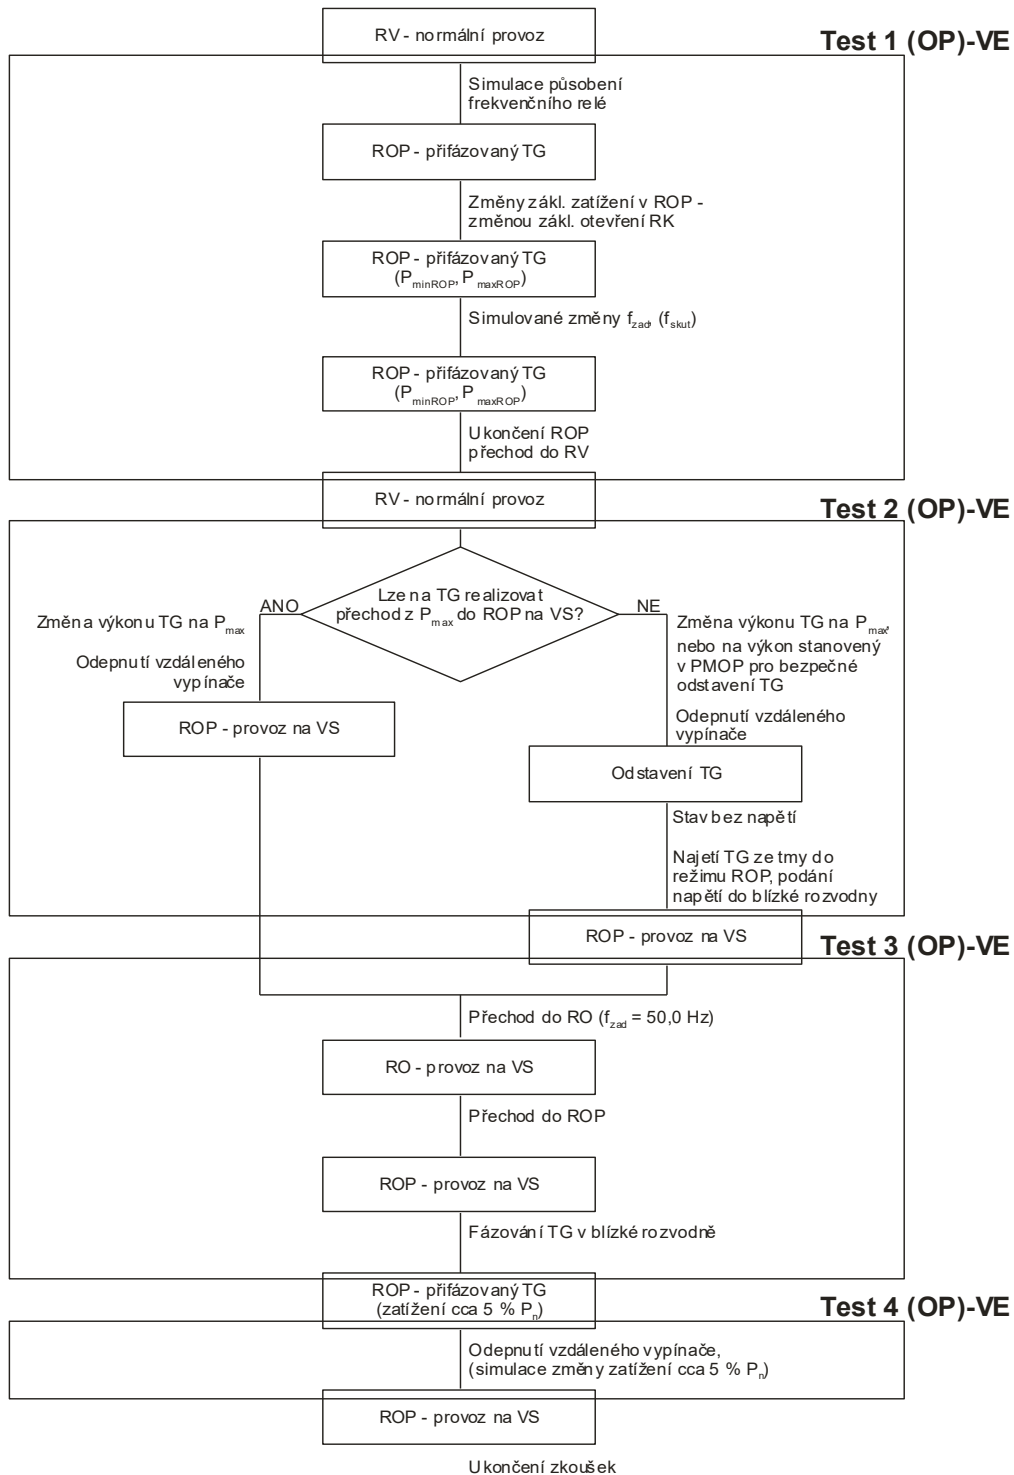 RV - normální provoz
Test 1 (OP)-VE
Simulace působení
frekvenčního relé
ROP - přifázovaný TG
Změny zákl. zatížení v ROP -
změnou zákl. otevření RK
ROP - přifázovaný TG
(PminROP, PmaxROP)
Simulované změny fzad, (fskut)
ROP - přifázovaný TG
(PminROP, PmaxROP)
Ukončení ROP
přechod do RV
RV - normální provoz
Test 2 (OP)-VE
Lze na TG realizovat
přechod z Pmax do ROP na VS?
ANO
NE
Změna výkonu TG na Pmax
Odepnutí vzdáleného
vypínače
ROP - provoz na VS
Změna výkonu TG na Pmax,
nebo na výkon stanovený
v PMOP pro bezpečné
odstavení TG
Odepnutí vzdáleného
vypínače
Odstavení TG
Stav bez napětí
Najetí TG ze tmy do
režimu ROP, podání
napětí do blízké rozvodny
ROP - provoz na VS
Test 3 (OP)-VE
Přechod do RO (fzad = 50,0 Hz)
RO - provoz na VS
Přechod do ROP
ROP - provoz na VS
Fázování TG v blízké rozvodně
ROP - přifázovaný TG
(zatížení cca 5 % Pn)
Test 4 (OP)-VE
Odepnutí vzdáleného vypínače,
(simulace změny zatížení cca 5 % Pn)
ROP - provoz na VS
Ukončení zkoušek